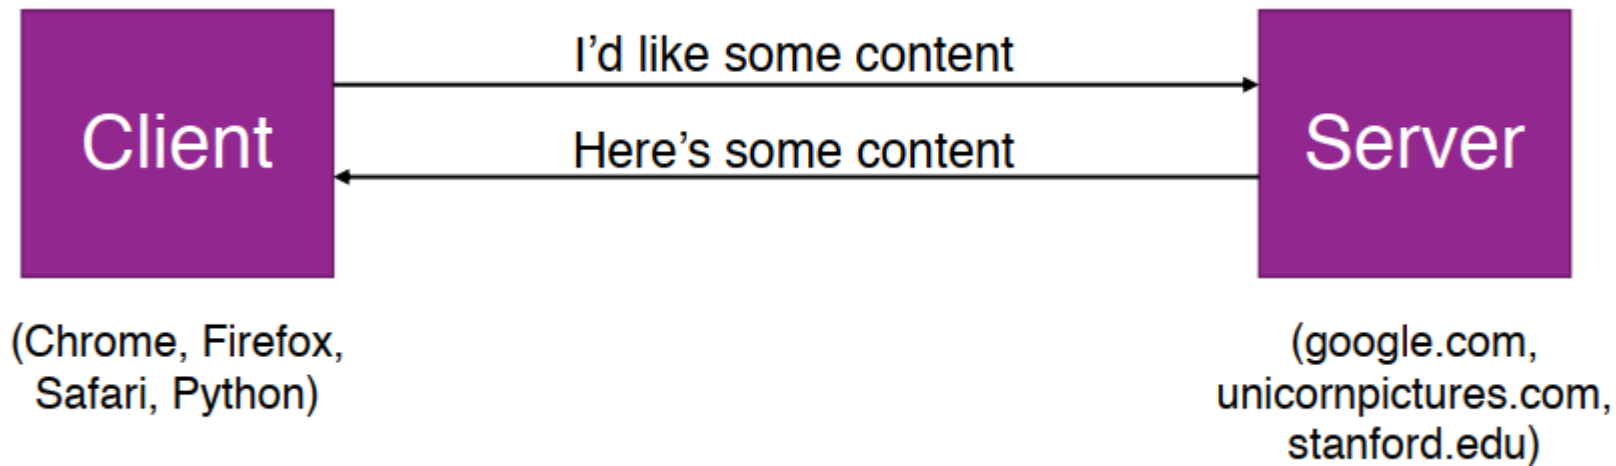 Client
I'd like some content
Here's some content
Server
(Chrome, Firefox,
Safari, Python)
(google.com,
unicornpictures.com,
stanford.edu)